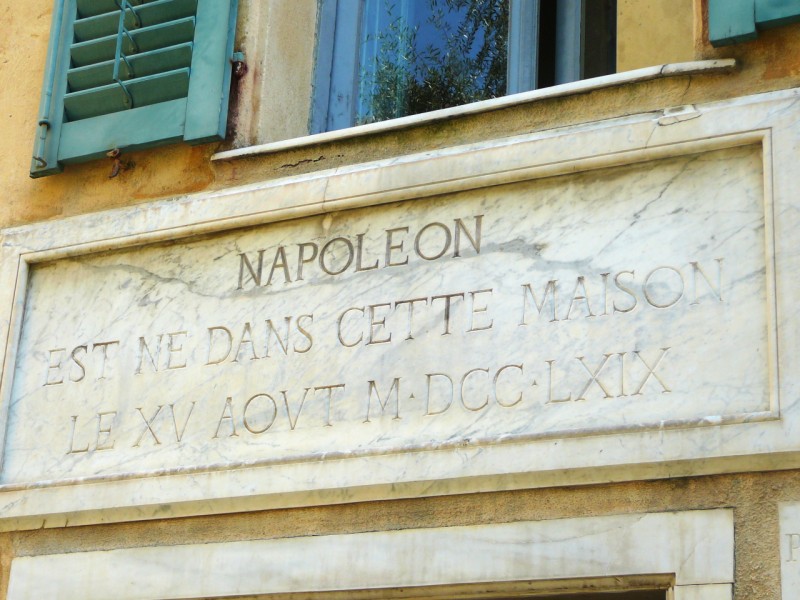 NAPOLEON
EST NE DANS CETTE MAISON
LE XV AOVT M·DCC·LXIX
P